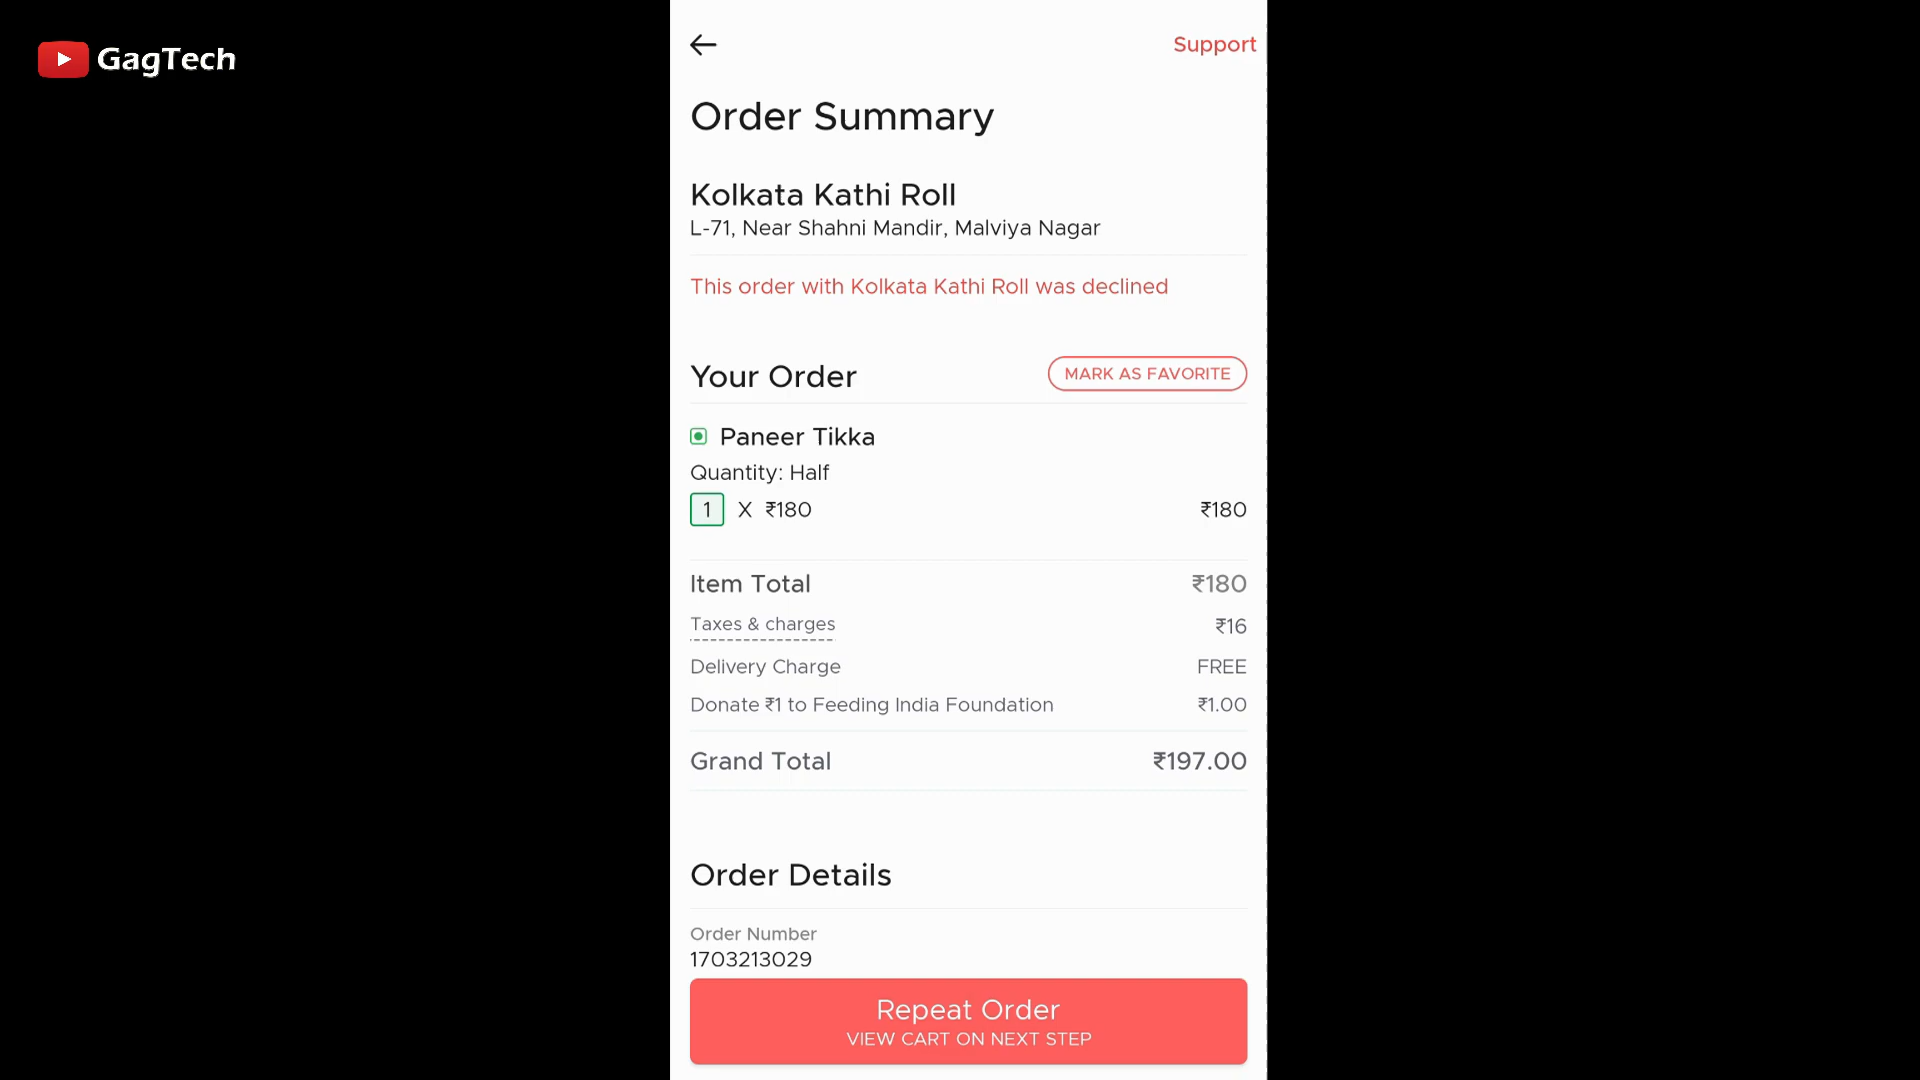 GagTech
Support
Order Summary
Kolkata Kathi Roll
L-71, Near Shahni Mandir, Malviya Nagar
This order with Kolkata Kathi Roll was declined
Your Order
MARK AS FAVORITE
Paneer Tikka
Quantity: Half
1 X ₹180 ₹180
Item Total ₹180
Taxes & charges ₹16
Delivery Charge FREE
Donate ₹1 to Feeding India Foundation ₹1.00
Grand Total ₹197.00
Order Details
Order Number
1703213029
Repeat Order
VIEW CART ON NEXT STEP